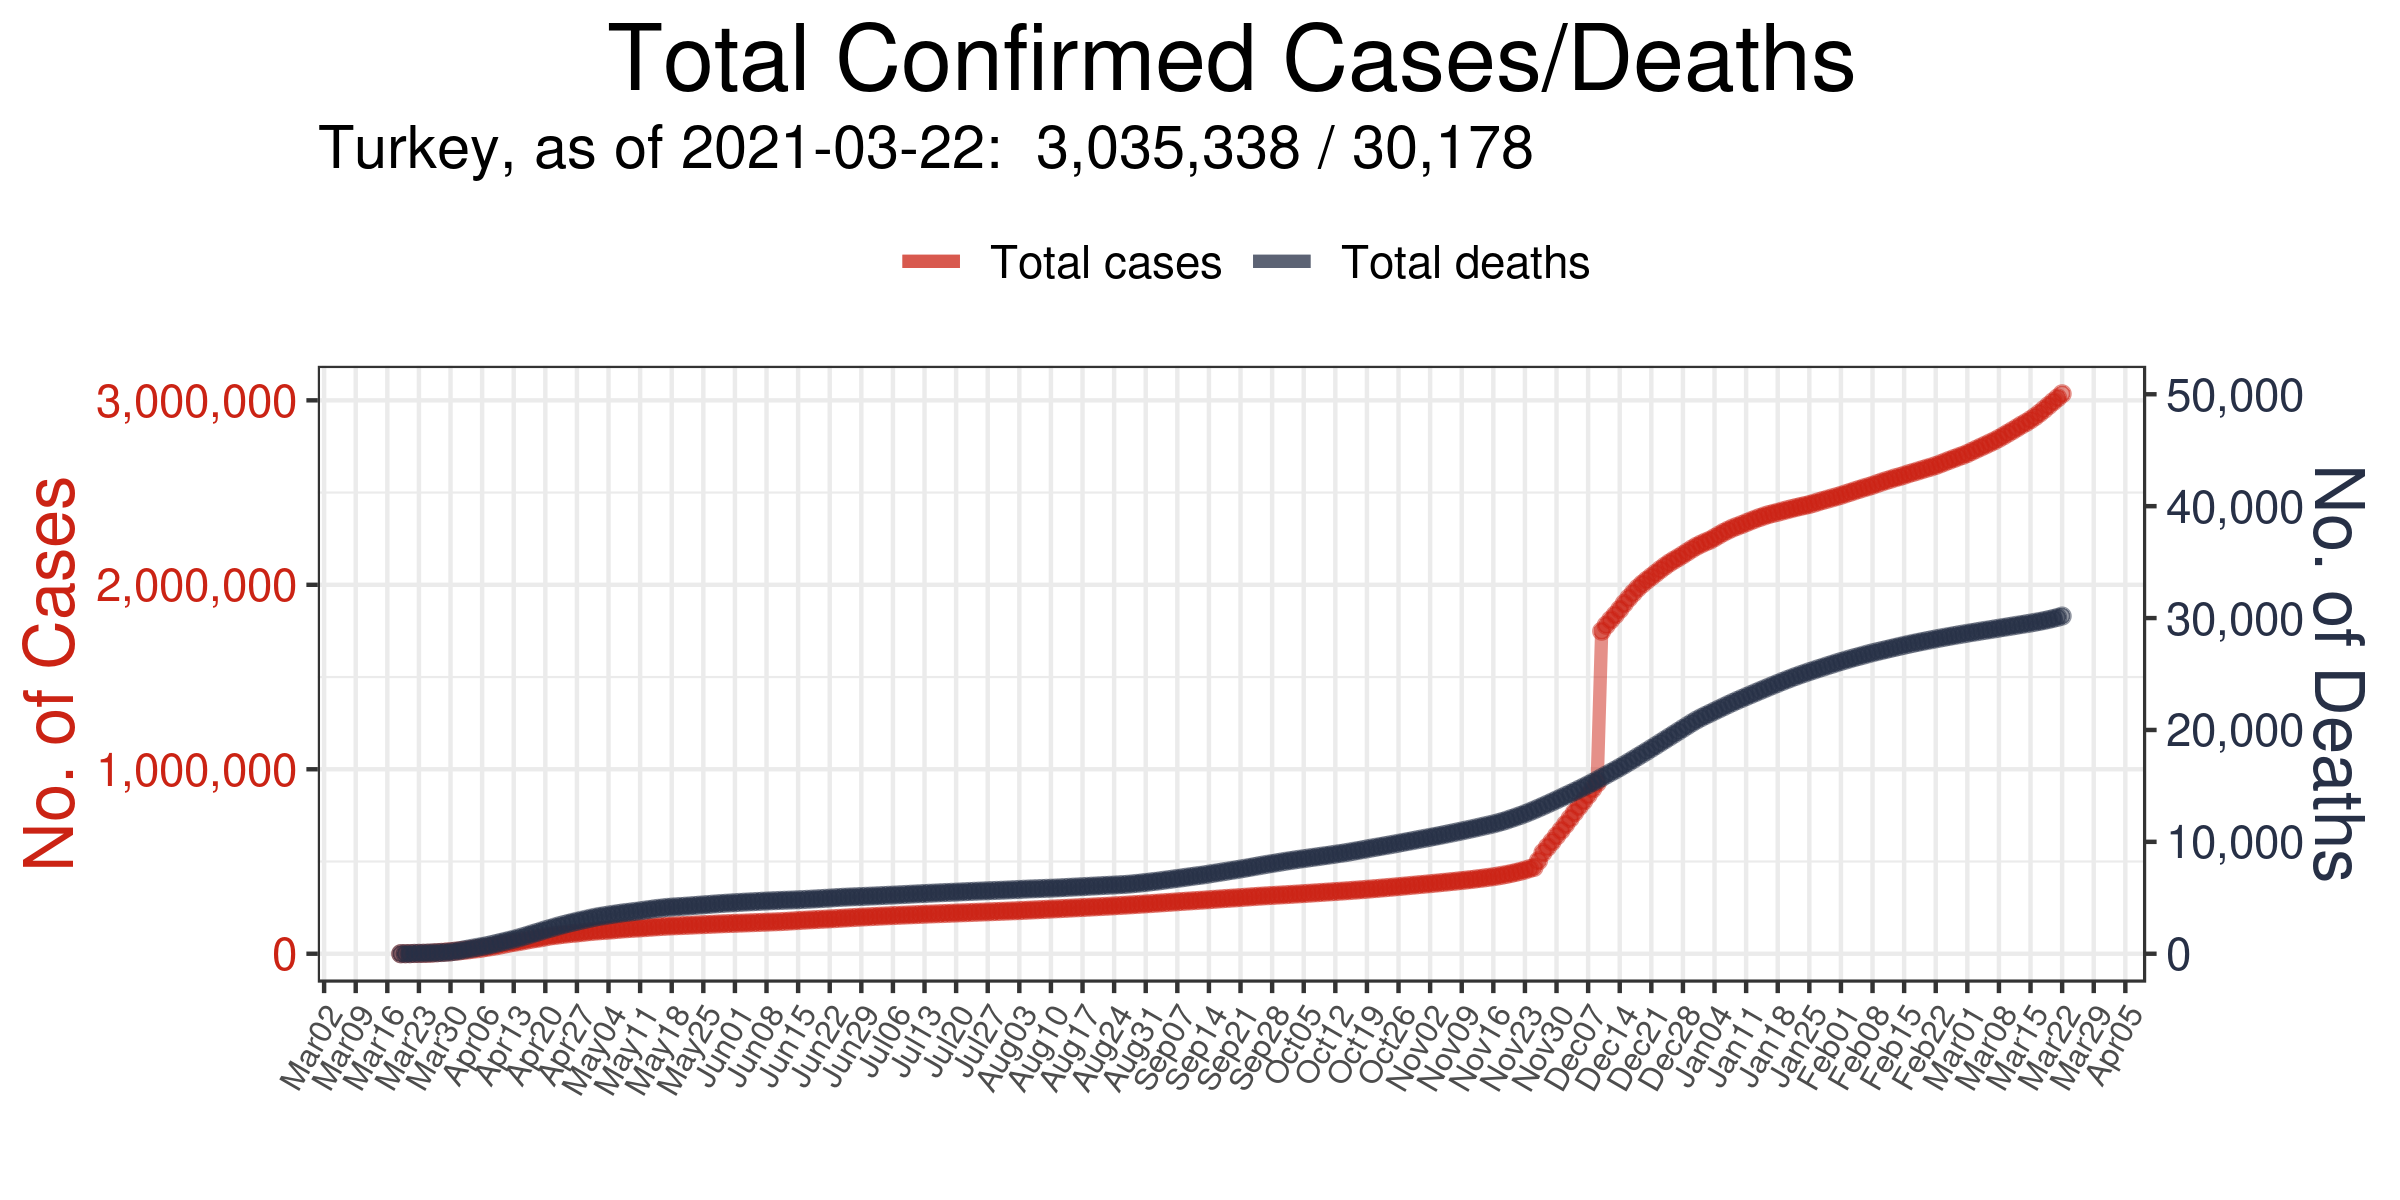 Total Confirmed Cases/Deaths
Turkey, as of 2021-03-22:  3,035,338 / 30,178
Total cases
Total deaths
No. of Cases
3,000,000
2,000,000
1,000,000
0
50,000
40,000
30,000
20,000
10,000
0
No. of Deaths
Mar02
Mar09
Mar16
Mar23
Mar30
Apr06
Apr13
Apr20
Apr27
May04
May11
May18
May25
Jun01
Jun08
Jun15
Jun22
Jun29
Jul06
Jul13
Jul20
Jul27
Aug03
Aug10
Aug17
Aug24
Aug31
Sep07
Sep14
Sep21
Sep28
Oct05
Oct12
Oct19
Oct26
Nov02
Nov09
Nov16
Nov23
Nov30
Dec07
Dec14
Dec21
Dec28
Jan04
Jan11
Jan18
Jan25
Feb01
Feb08
Feb15
Feb22
Mar01
Mar08
Mar15
Mar22
Mar29
Apr05